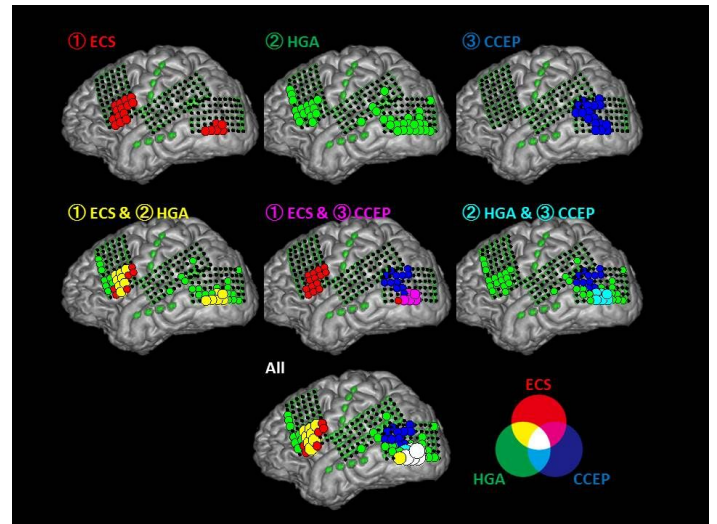 ① ECS
② HGA
③ CCEP
① ECS & ② HGA
① ECS & ③ CCEP
② HGA & ③ CCEP
All
ECS
HGA
CCEP